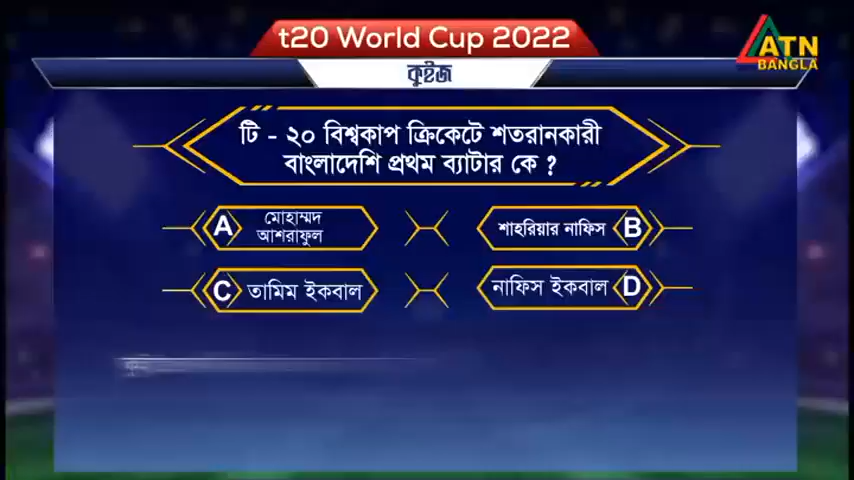 t20 World Cup 2022
ATN
BANGLA
কুইজ
টি - ২০ বিশ্বকাপ ক্রিকেটে শতরানকারী
বাংলাদেশি প্রথম ব্যাটার কে ?
A মোহাম্মদ
আশরাফুল
শাহরিয়ার নাফিস B
C তামিম ইকবাল
নাফিস ইকবাল D